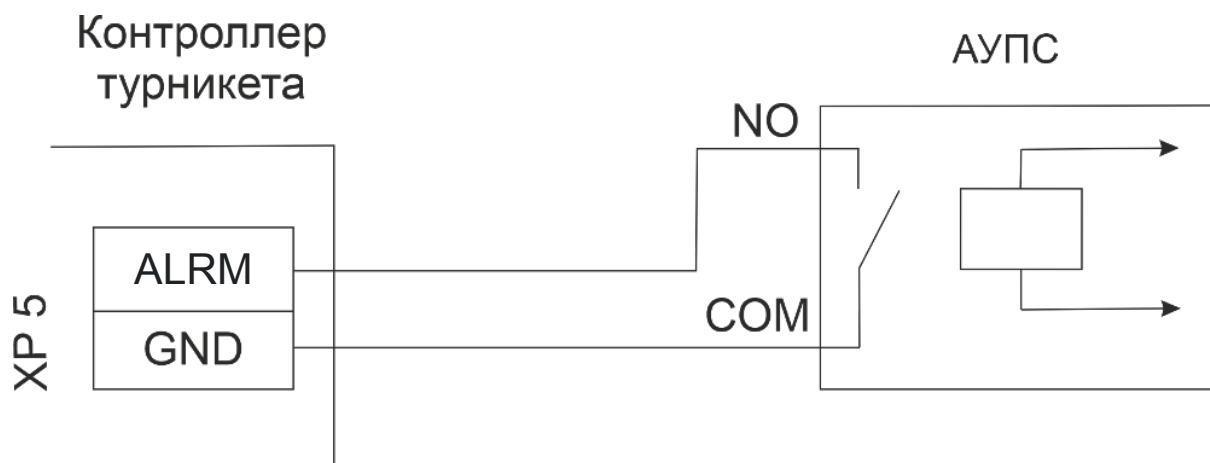 Контроллер
турникета
АУПС
NO
ALRM
COM
GND
XP 5